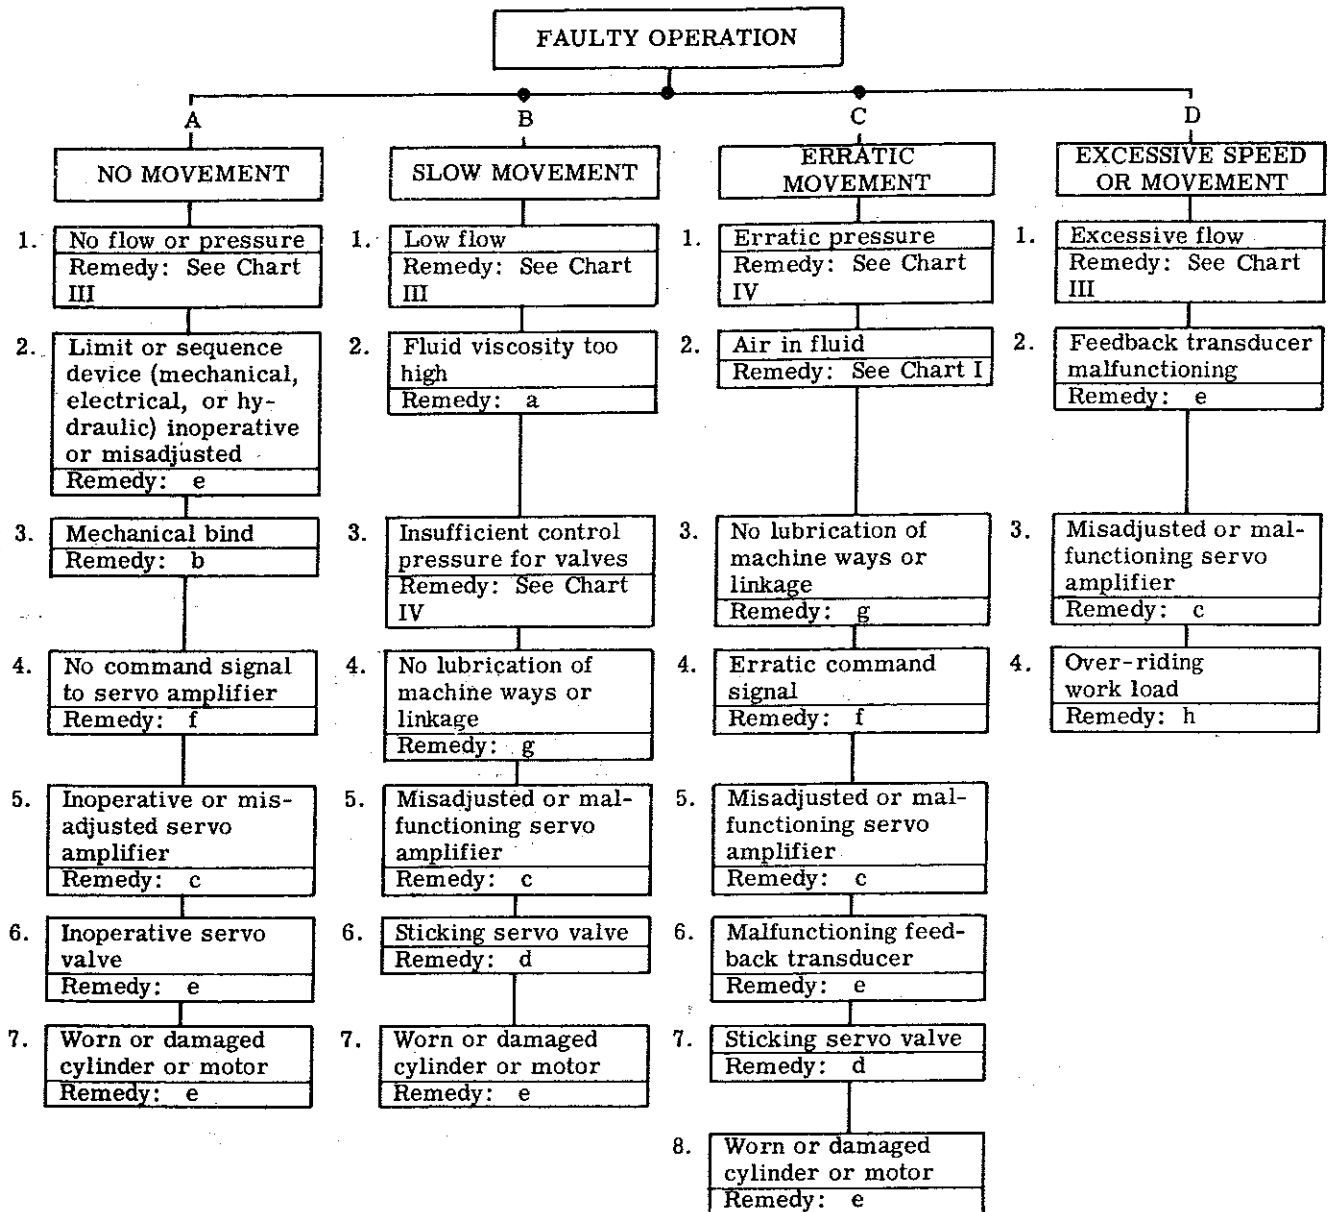 FAULTY OPERATION
A
NO MOVEMENT
1. No flow or pressure
Remedy: See Chart
III
2. Limit or sequence
device (mechanical,
electrical, or hy-
draulic) inoperative
or misadjusted
Remedy: e
3. Mechanical bind
Remedy: b
4. No command signal
to servo amplifier
Remedy: f
5. Inoperative or mis-
adjusted servo
amplifier
Remedy: c
6. Inoperative servo
valve
Remedy: e
7. Worn or damaged
cylinder or motor
Remedy: e
B
SLOW MOVEMENT
1. Low flow
Remedy: See Chart
III
2. Fluid viscosity too
high
Remedy: a
3. Insufficient control
pressure for valves
Remedy: See Chart
IV
4. No lubrication of
machine ways or
linkage
Remedy: g
5. Misadjusted or mal-
functioning servo
amplifier
Remedy: c
6. Sticking servo valve
Remedy: d
7. Worn or damaged
cylinder or motor
Remedy: e
C
ERRATIC
MOVEMENT
1. Erratic pressure
Remedy: See Chart
IV
2. Air in fluid
Remedy: See Chart I
3. No lubrication of
machine ways or
linkage
Remedy: g
4. Erratic command
signal
Remedy: f
5. Misadjusted or mal-
functioning servo
amplifier
Remedy: c
6. Malfunctioning feed-
back transducer
Remedy: e
7. Sticking servo valve
Remedy: d
8. Worn or damaged
cylinder or motor
Remedy: e
D
EXCESSIVE SPEED
OR MOVEMENT
1. Excessive flow
Remedy: See Chart
III
2. Feedback transducer
malfunctioning
Remedy: e
3. Misadjusted or mal-
functioning servo
amplifier
Remedy: c
4. Over-riding
work load
Remedy: h